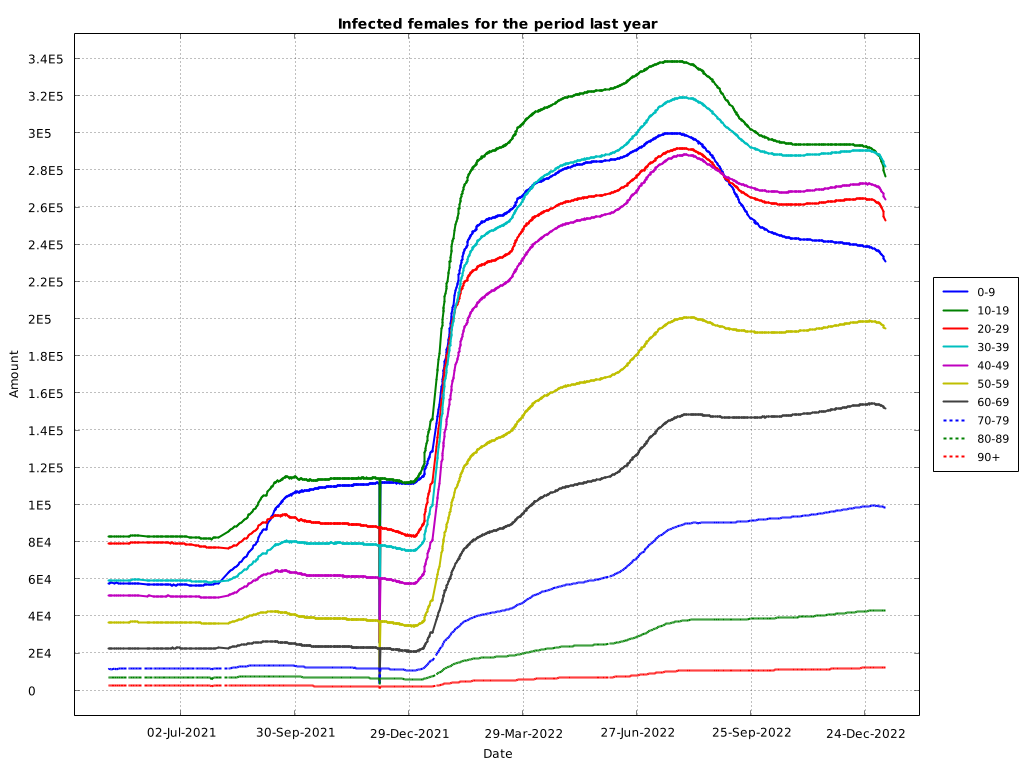 Infected females for the period last year
3.4E5
3.2E5
3E5
2.8E5
2.6E5
2.4E5
2.2E5
2E5
1.8E5
1.6E5
1.4E5
1.2E5
1E5
8E4
6E4
4E4
2E4
0
Amount
02-Jul-2021
30-Sep-2021
29-Dec-2021
29-Mar-2022
27-Jun-2022
25-Sep-2022
24-Dec-2022
Date
0-9
10-19
20-29
30-39
40-49
50-59
60-69
70-79
80-89
90+